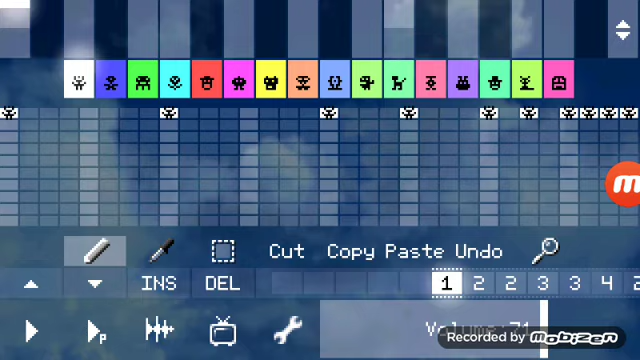 Cut Copy Paste Undo
INS DEL 1 2 2 3 3 4
P
Recorded by mobizen